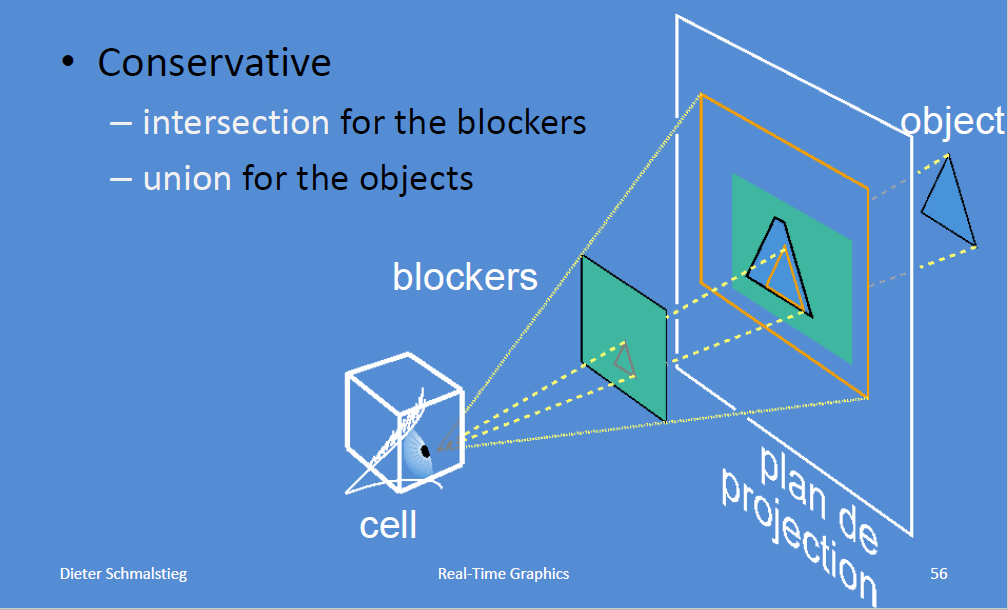 • Conservative
– intersection for the blockers
– union for the objects
object
blockers
cell
plan de
projection
Dieter Schmalstieg
Real-Time Graphics
56